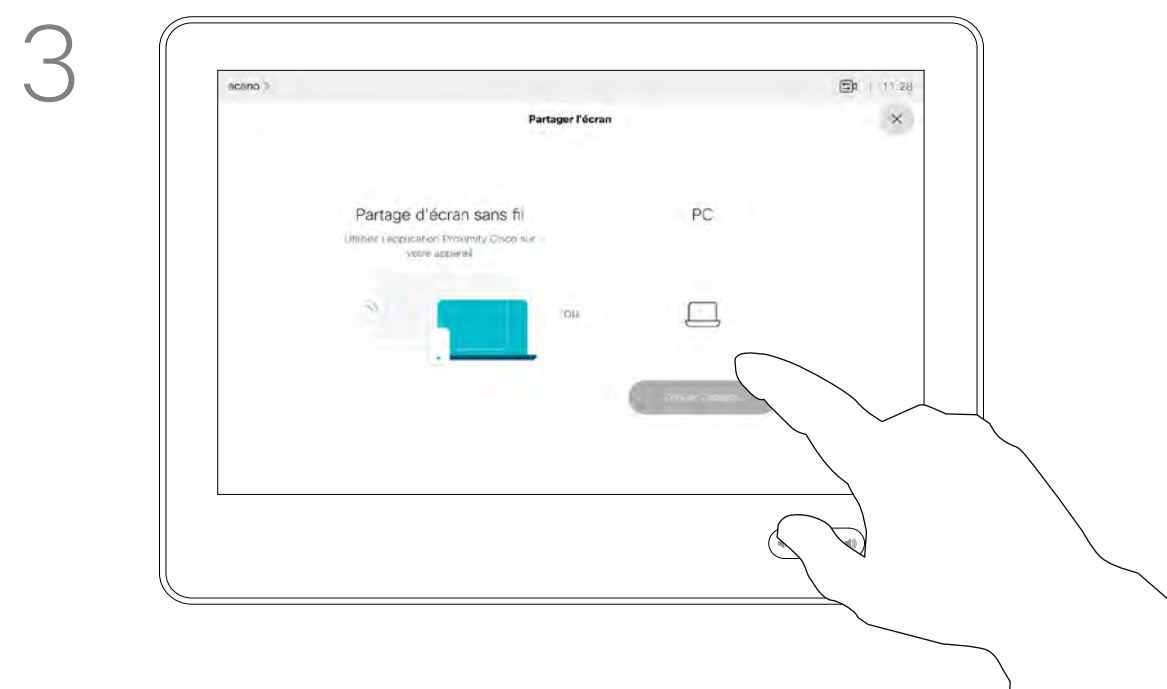 3
acano >
11:28
Partager l'écran
Partage d'écran sans fil
Utiliser l'application Proximity Cisco sur
votre appareil
ou
PC